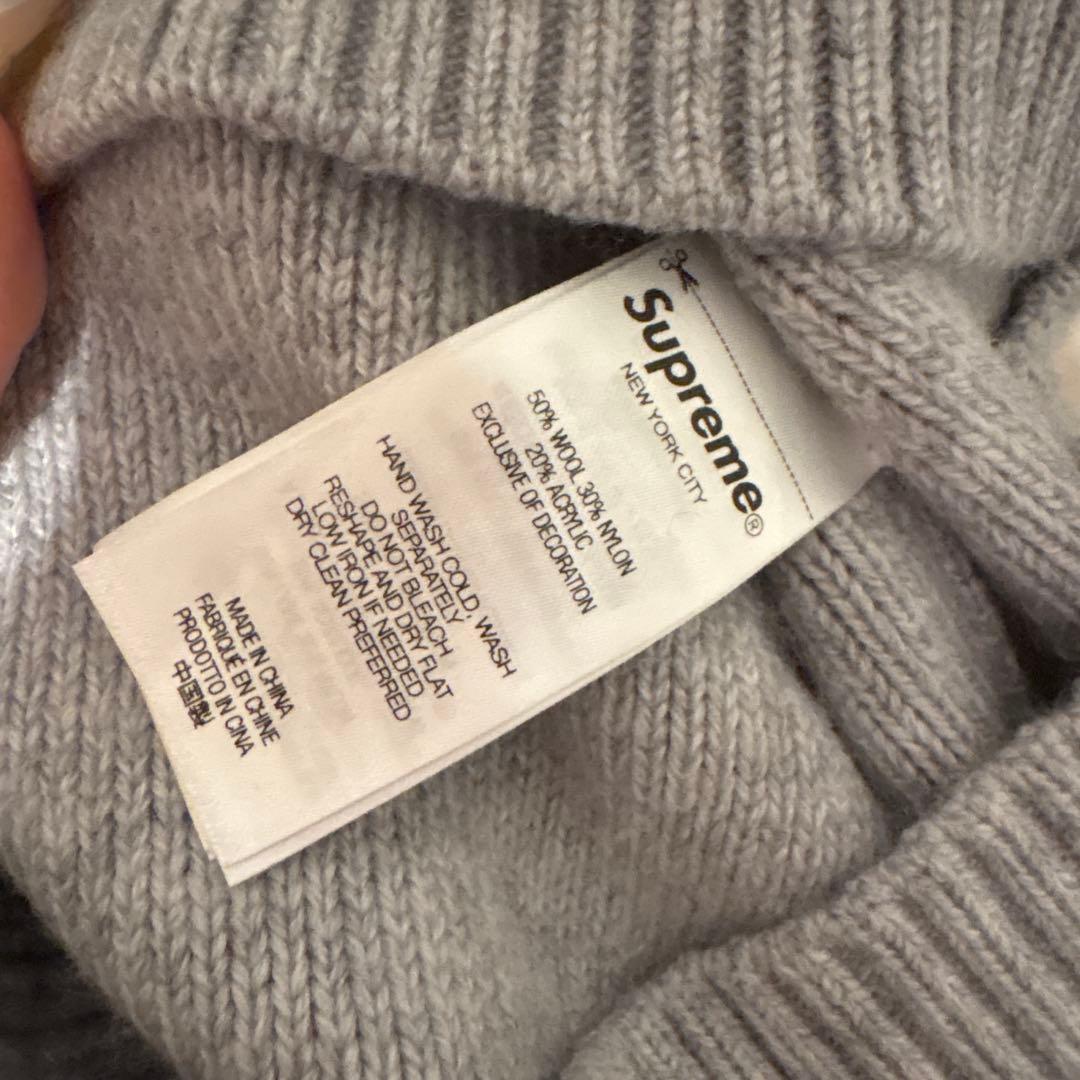 Supreme®
NEW YORK CITY
50% WOOL 30% NYLON
20% ACRYLIC
EXCLUSIVE OF DECORATION
HAND WASH COLD; WASH
SEPARATELY
DO NOT BLEACH
RESHAPE AND DRY FLAT
LOW IRON IF NEEDED
DRY CLEAN PREFERRED
MADE IN CHINA
FABRIQUÉ EN CHINE
PRODOTTO IN CINA
中国製